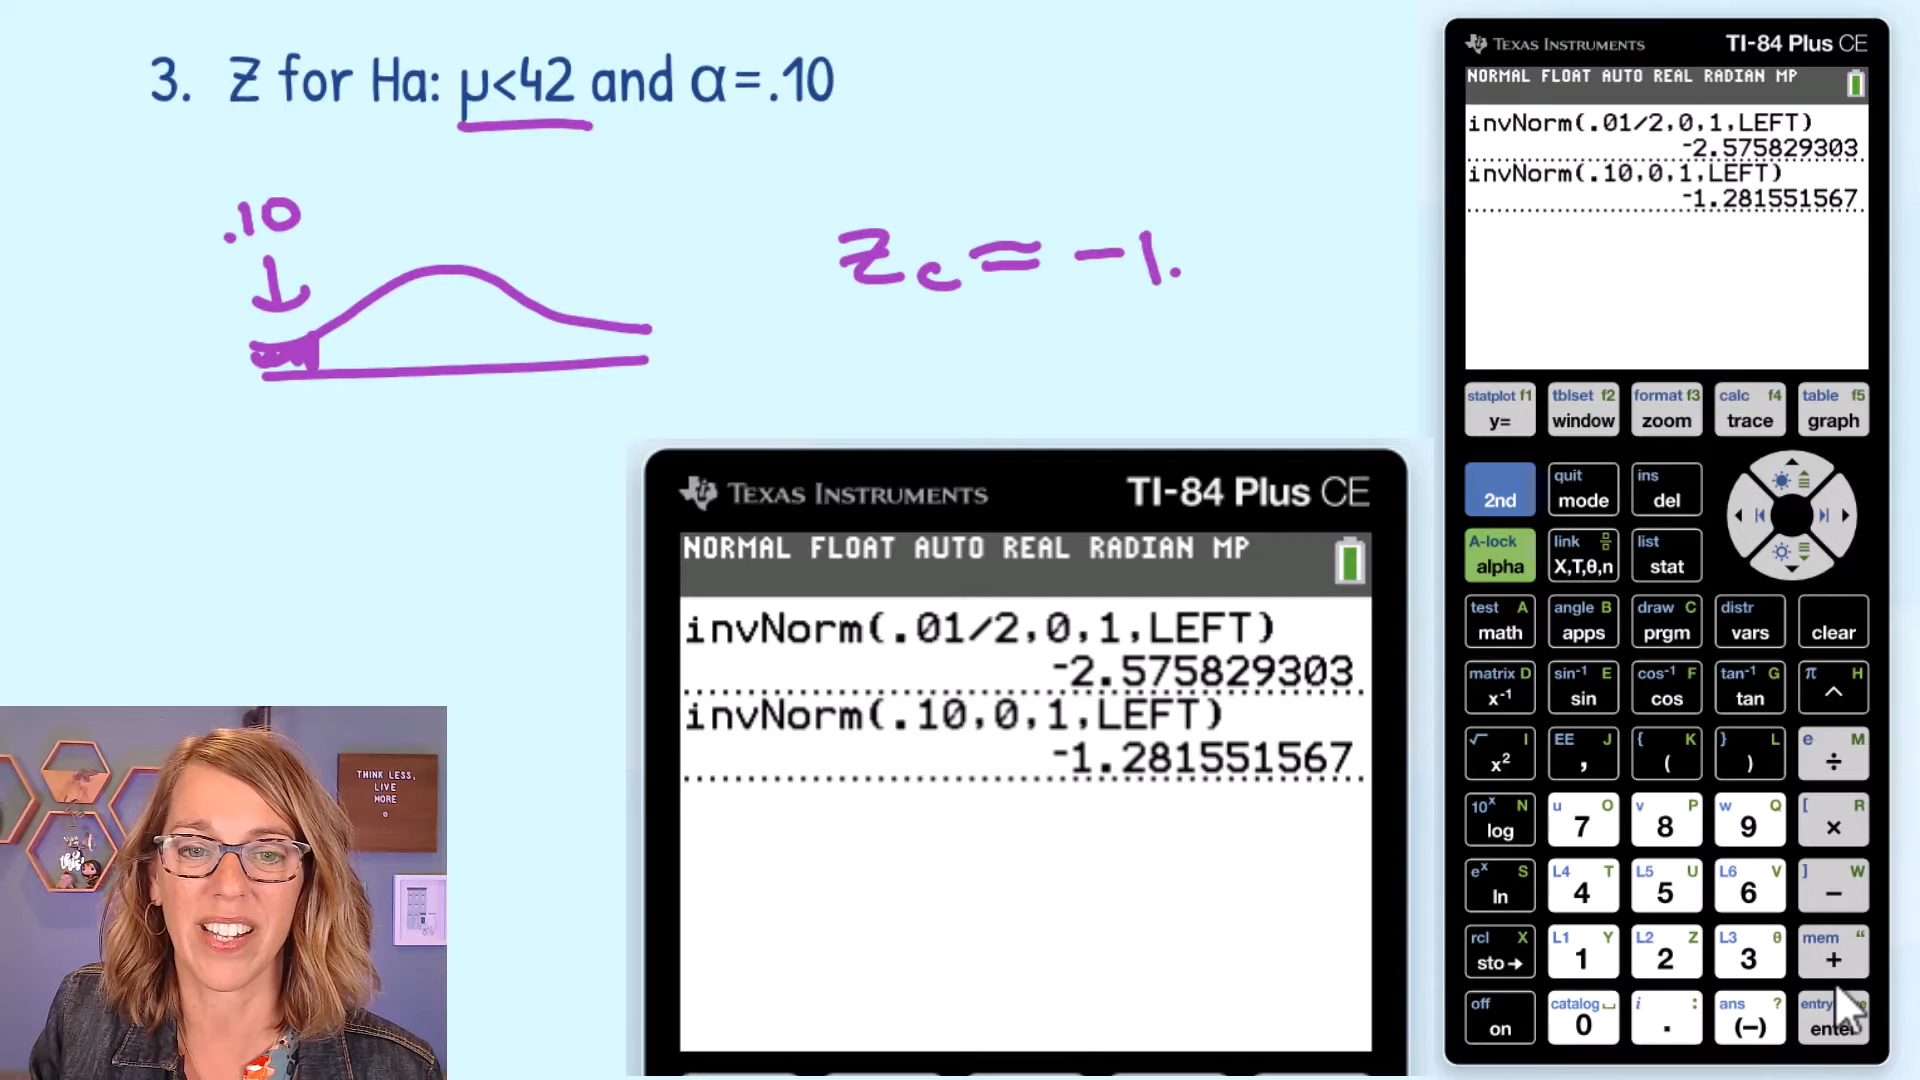 3. Z for Ha: μ<42 and α=.10
.10
Zc ≈ -1.
TEXAS INSTRUMENTS TI-84 Plus CE
NORMAL FLOAT AUTO REAL RADIAN MP
invNorm(.01/2,0,1,LEFT)
-2.575829303
invNorm(.10,0,1,LEFT)
-1.281551567
THINK LESS,
LIVE
MORE
TEXAS INSTRUMENTS TI-84 Plus CE
NORMAL FLOAT AUTO REAL RADIAN MP
invNorm(.01/2,0,1,LEFT)
-2.575829303
invNorm(.10,0,1,LEFT)
-1.281551567
statplot f1 tblset f2 format f3 calc f4 table f5
y= window zoom trace graph
quit ins
2nd mode del
A-lock link list
alpha X,T,θ,n stat
test A angle B draw C distr
math apps prgm vars clear
matrix D sin⁻¹ E cos⁻¹ F tan⁻¹ G π H
x⁻¹ sin cos tan ^
√ I EE J { K } L e M
x² , ( ) ÷
10ˣ N u O v P w Q [ R
log 7 8 9 ×
eˣ S L4 T L5 U L6 V ] W
ln 4 5 6 −
rcl X L1 Y L2 Z L3 θ mem “
sto→ 1 2 3 +
off catalog i : ans ? entry
on 0 . (−) enter